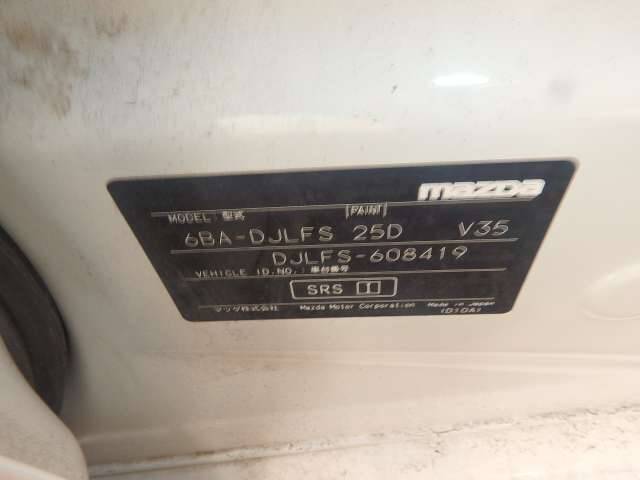 mazda
MODEL : 型式 [PAINT]
6BA-DJLFS 25D V35
DJLFS-608419
VEHICLE ID.NO. : 車台番号
SRS I
マツダ株式会社 Mazda Motor Corporation Made in Japan
(D10A)